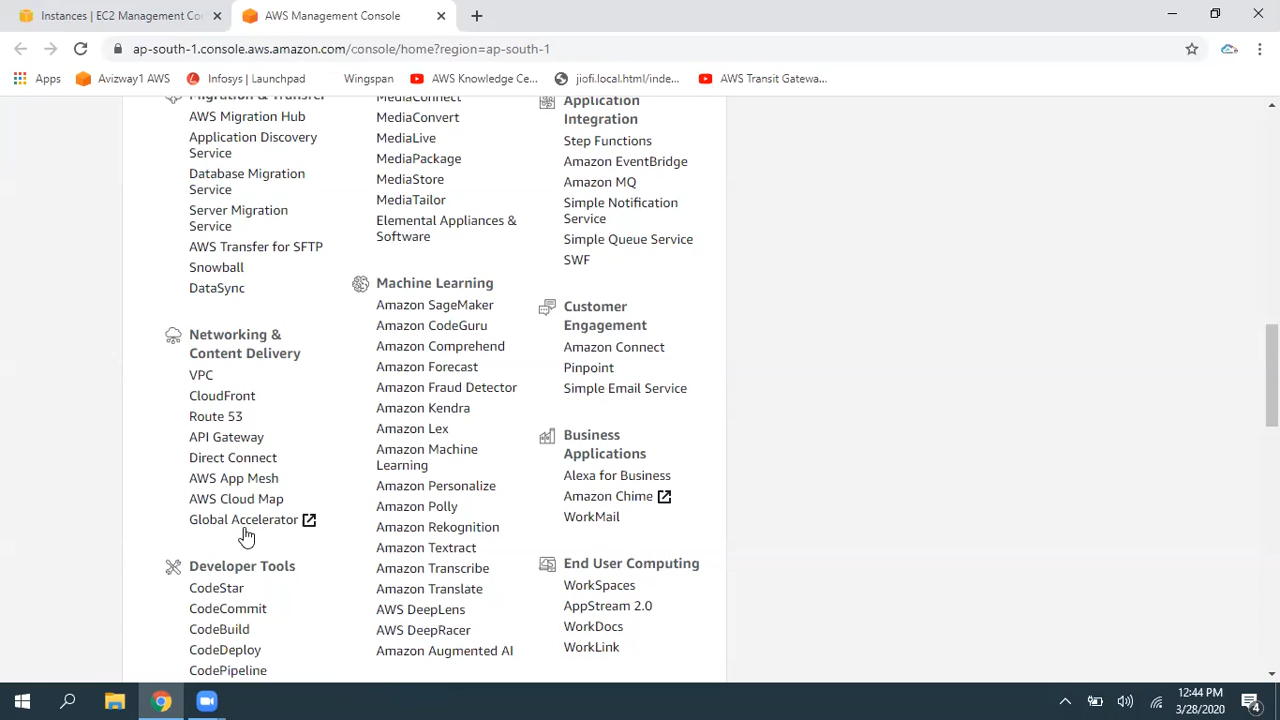 Instances | EC2 Management Co
AWS Management Console
ap-south-1.console.aws.amazon.com/console/home?region=ap-south-1
Apps
Avizway1 AWS
Infosys | Launchpad
Wingspan
AWS Knowledge Ce...
jiofi.local.html/inde...
AWS Transit Gatewa...
Migration & Transfer
AWS Migration Hub
Application Discovery
Service
Database Migration
Service
Server Migration
Service
AWS Transfer for SFTP
Snowball
DataSync
Networking &
Content Delivery
VPC
CloudFront
Route 53
API Gateway
Direct Connect
AWS App Mesh
AWS Cloud Map
Global Accelerator
Developer Tools
CodeStar
CodeCommit
CodeBuild
CodeDeploy
CodePipeline
MediaConnect
MediaConvert
MediaLive
MediaPackage
MediaStore
MediaTailor
Elemental Appliances &
Software
Machine Learning
Amazon SageMaker
Amazon CodeGuru
Amazon Comprehend
Amazon Forecast
Amazon Fraud Detector
Amazon Kendra
Amazon Lex
Amazon Machine
Learning
Amazon Personalize
Amazon Polly
Amazon Rekognition
Amazon Textract
Amazon Transcribe
Amazon Translate
AWS DeepLens
AWS DeepRacer
Amazon Augmented AI
Application
Integration
Step Functions
Amazon EventBridge
Amazon MQ
Simple Notification
Service
Simple Queue Service
SWF
Customer
Engagement
Amazon Connect
Pinpoint
Simple Email Service
Business
Applications
Alexa for Business
Amazon Chime
WorkMail
End User Computing
WorkSpaces
AppStream 2.0
WorkDocs
WorkLink
12:44 PM
3/28/2020
4